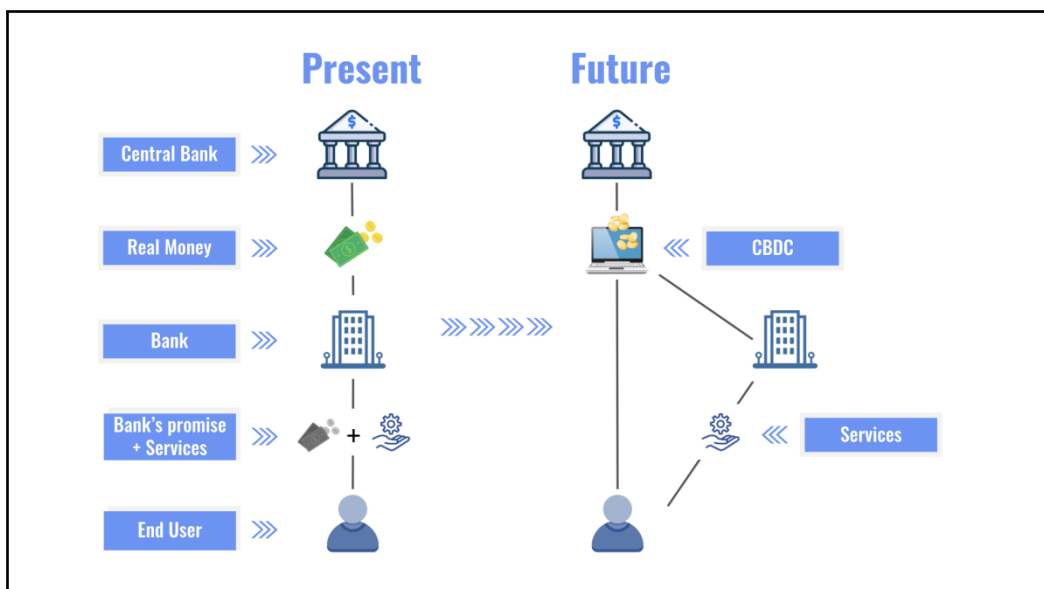 Present
Future
$
$
Central Bank
Real Money
CBDC
Bank
Bank’s promise
+ Services
+
Services
End User